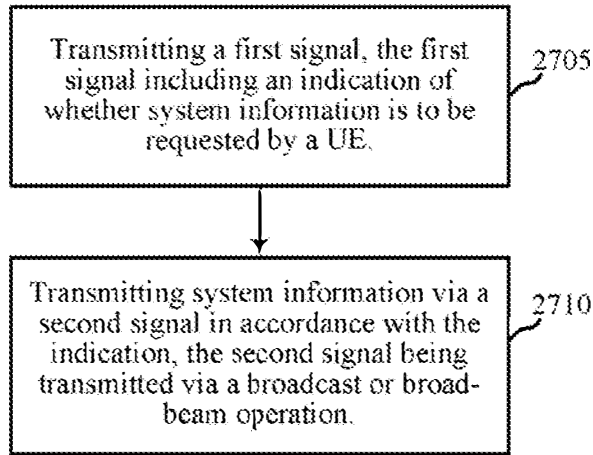 Transmitting a first signal, the first
signal including an indication of
whether system information is to be
requested by a UE.
2705
Transmitting system information via a
second signal in accordance with the
indication, the second signal being
transmitted via a broadcast or broad-
beam operation.
2710